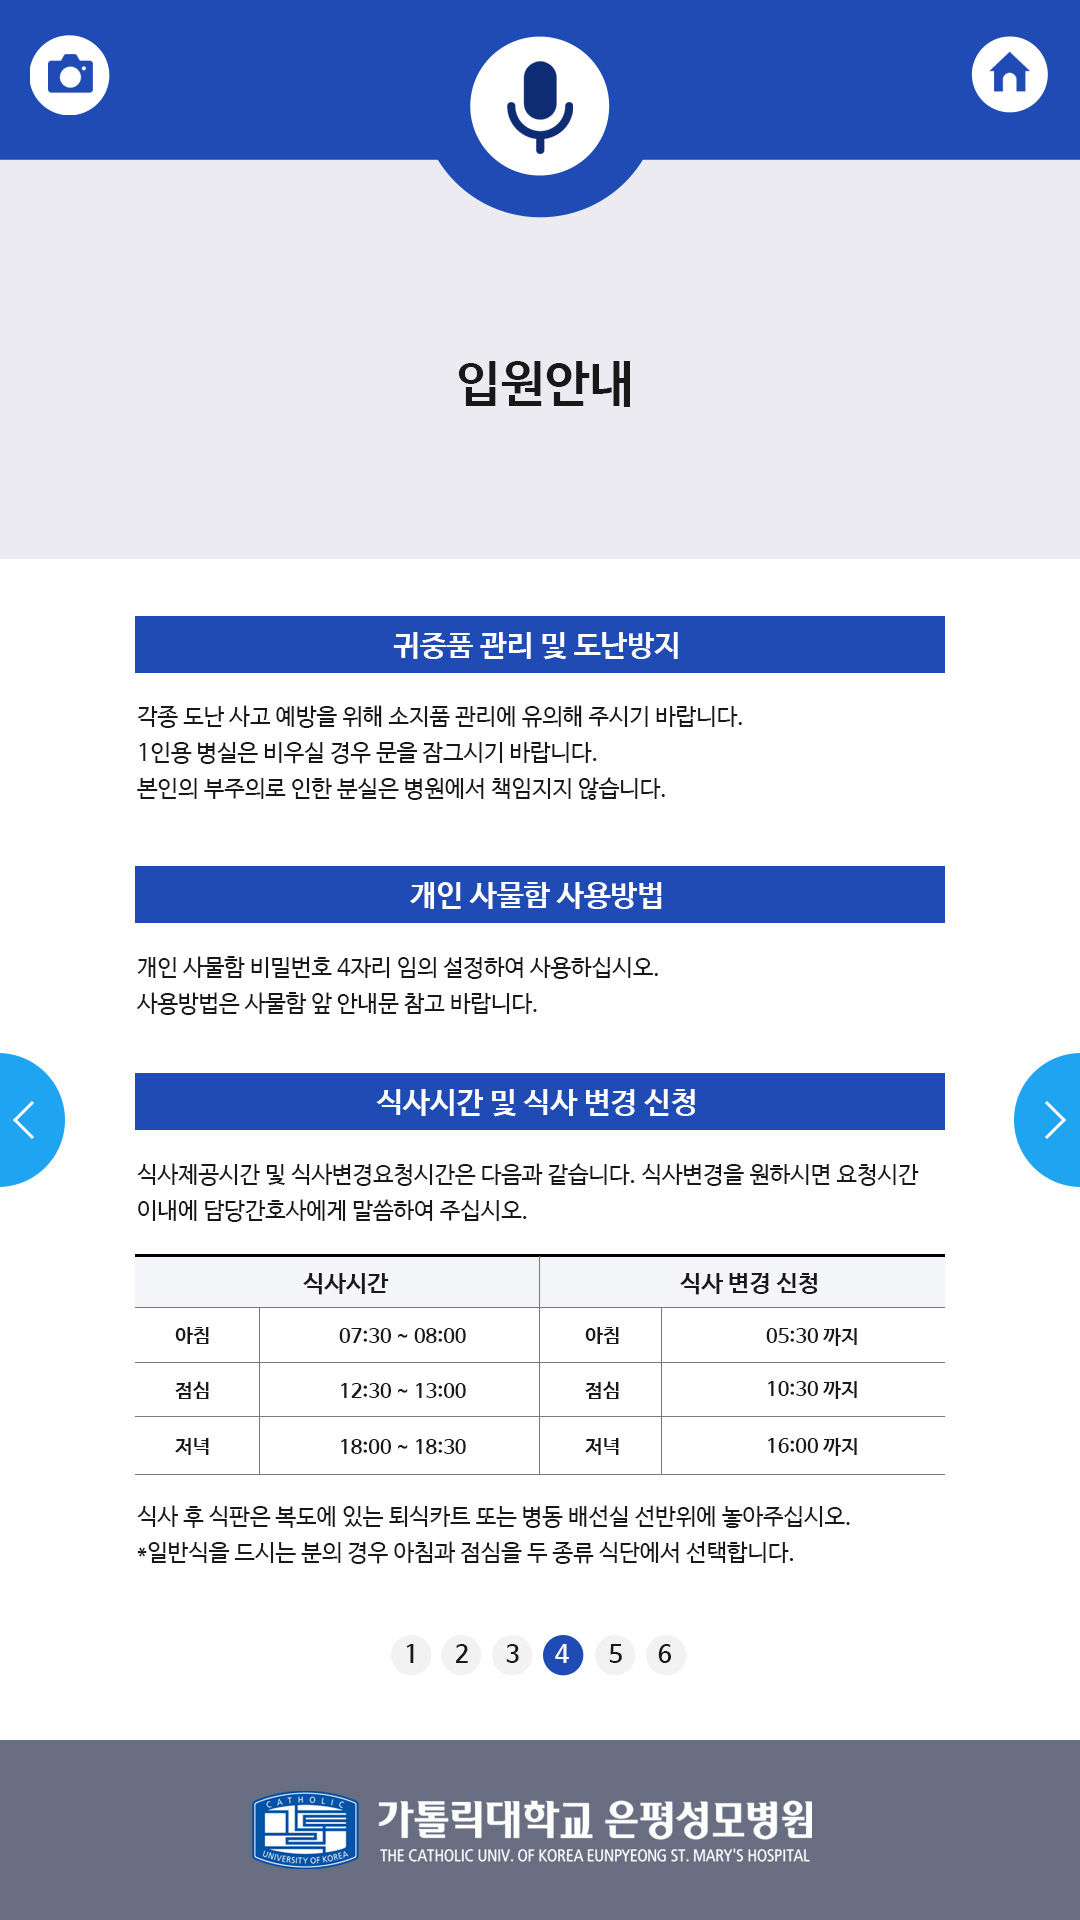 입원안내
귀중품 관리 및 도난방지
각종 도난 사고 예방을 위해 소지품 관리에 유의해 주시기 바랍니다.
1인용 병실은 비우실 경우 문을 잠그시기 바랍니다.
본인의 부주의로 인한 분실은 병원에서 책임지지 않습니다.
개인 사물함 사용방법
개인 사물함 비밀번호 4자리 임의 설정하여 사용하십시오.
사용방법은 사물함 앞 안내문 참고 바랍니다.
식사시간 및 식사 변경 신청
식사제공시간 및 식사변경요청시간은 다음과 같습니다. 식사변경을 원하시면 요청시간
이내에 담당간호사에게 말씀하여 주십시오.
식사시간 식사 변경 신청
아침 07:30 ~ 08:00 아침 05:30 까지
점심 12:30 ~ 13:00 점심 10:30 까지
저녁 18:00 ~ 18:30 저녁 16:00 까지
식사 후 식판은 복도에 있는 퇴식카트 또는 병동 배선실 선반위에 놓아주십시오.
*일반식을 드시는 분의 경우 아침과 점심을 두 종류 식단에서 선택합니다.
1 2 3 4 5 6
CATHOLIC
UNIVERSITY OF KOREA
가톨릭대학교 은평성모병원
THE CATHOLIC UNIV. OF KOREA EUNPYEONG ST. MARY'S HOSPITAL